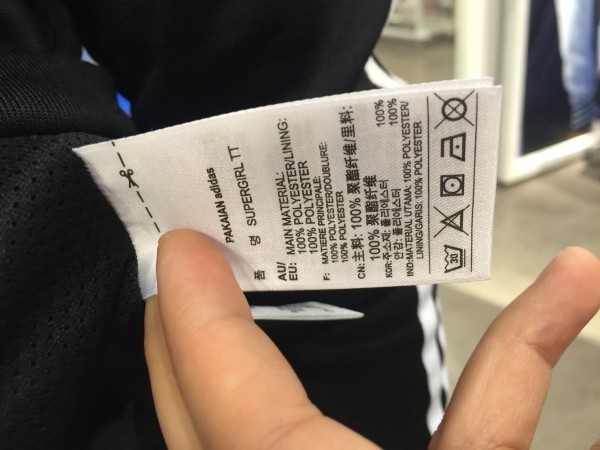 PAKAIAN adidas
품 명 SUPERGIRL TT
AU/ MAIN MATERIAL:
EU: 100% POLYESTER/LINING:
100% POLYESTER
F: MATIERE PRINCIPALE:
100% POLYESTER/DOUBLURE:
100% POLYESTER
CN: 主料: 100% 聚酯纤维/里料:
100% 聚酯纤维
KOR: 주소재: 폴리에스터 100%
안감: 폴리에스터 100%
IND: MATERIAL UTAMA: 100% POLYESTER/
LINING/GARIS: 100% POLYESTER
30